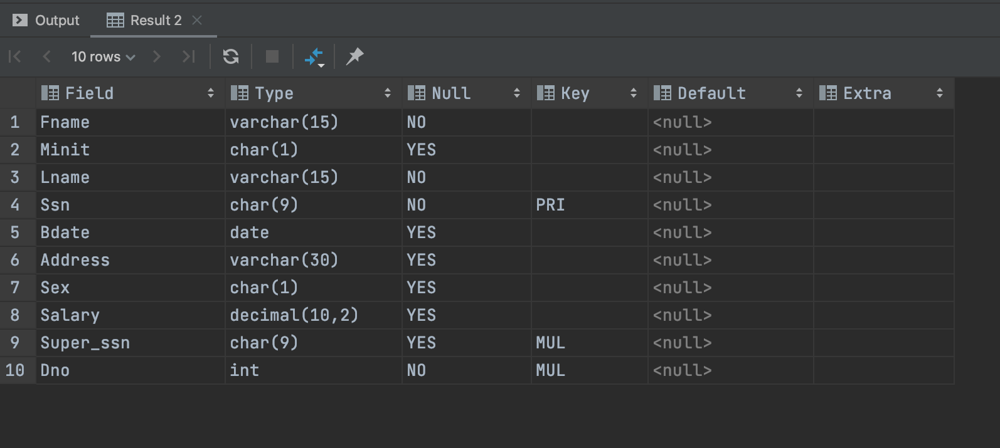 Output Result 2
10 rows
Field Type Null Key Default Extra
1 Fname varchar(15) NO <null>
2 Minit char(1) YES <null>
3 Lname varchar(15) NO <null>
4 Ssn char(9) NO PRI <null>
5 Bdate date YES <null>
6 Address varchar(30) YES <null>
7 Sex char(1) YES <null>
8 Salary decimal(10,2) YES <null>
9 Super_ssn char(9) YES MUL <null>
10 Dno int NO MUL <null>